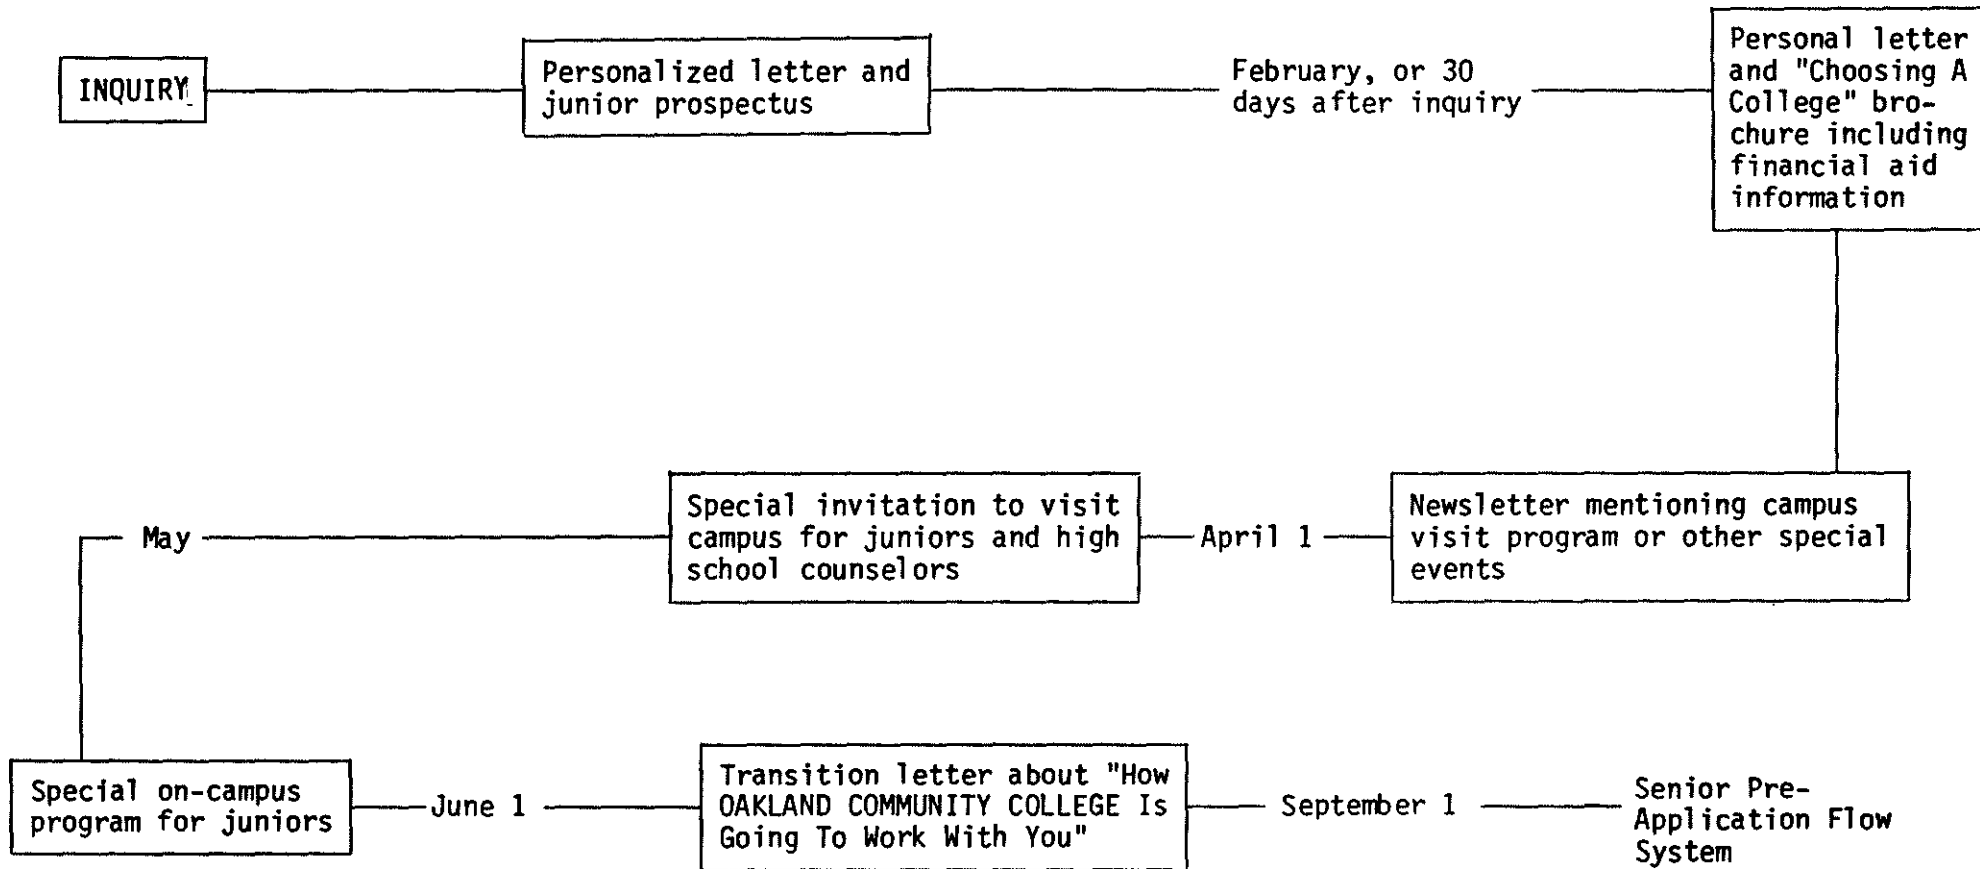 INQUIRY
Personalized letter and
junior prospectus
February, or 30
days after inquiry
Personal letter
and "Choosing A
College" bro-
chure including
financial aid
information
Newsletter mentioning campus
visit program or other special
events
April 1
Special invitation to visit
campus for juniors and high
school counselors
May
Special on-campus
program for juniors
June 1
Transition letter about "How
OAKLAND COMMUNITY COLLEGE Is
Going To Work With You"
September 1
Senior Pre-
Application Flow
System